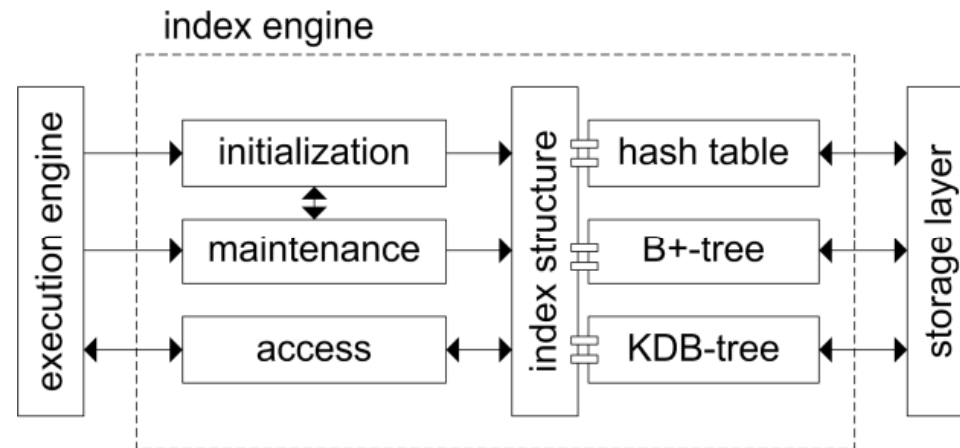 index engine
execution engine
initialization
maintenance
access
index structure
hash table
B+-tree
KDB-tree
storage layer